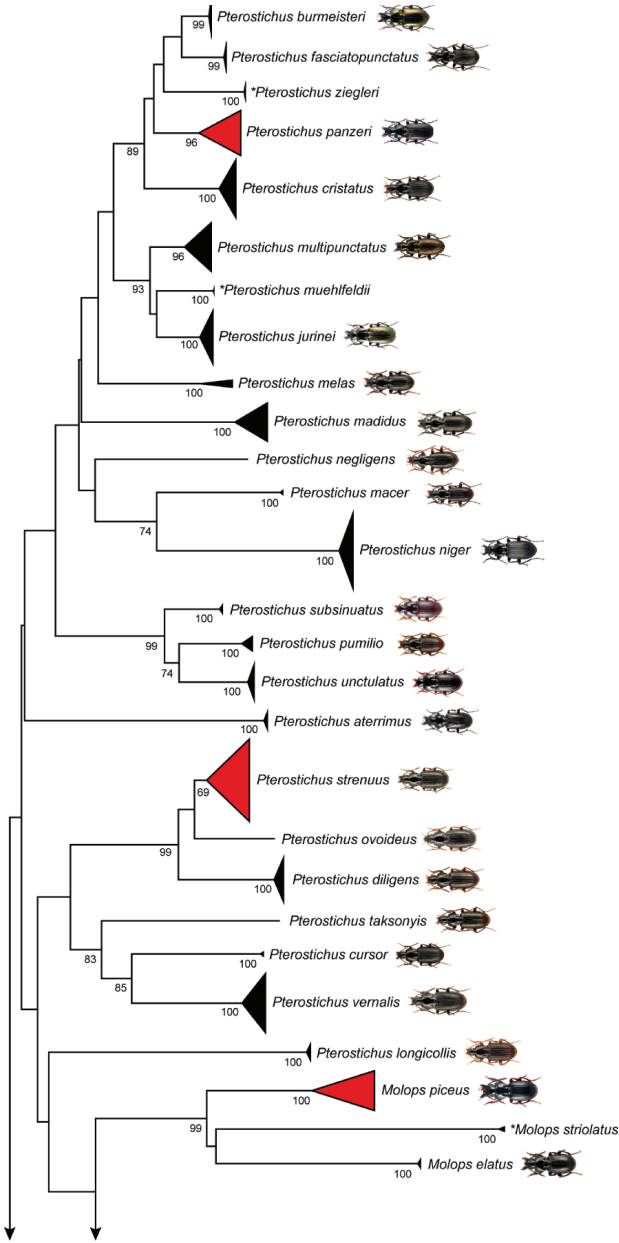 Pterostichus burmeisteri
99
Pterostichus fasciatopunctatus
99
*Pterostichus ziegleri
100
Pterostichus panzeri
96
89
Pterostichus cristatus
100
Pterostichus multipunctatus
96
93
*Pterostichus muehlfeldii
100
Pterostichus jurinei
100
Pterostichus melas
100
Pterostichus madidus
100
Pterostichus negligens
Pterostichus macer
100
74
Pterostichus niger
100
Pterostichus subsinuatus
100
99
Pterostichus pumilio
100
74
Pterostichus unctulatus
100
Pterostichus aterrimus
100
Pterostichus strenuus
69
Pterostichus ovoideus
99
Pterostichus diligens
100
Pterostichus taksonyis
83
Pterostichus cursor
100
85
Pterostichus vernalis
100
Pterostichus longicollis
100
Molops piceus
100
99
*Molops striolatus
100
Molops elatus
100